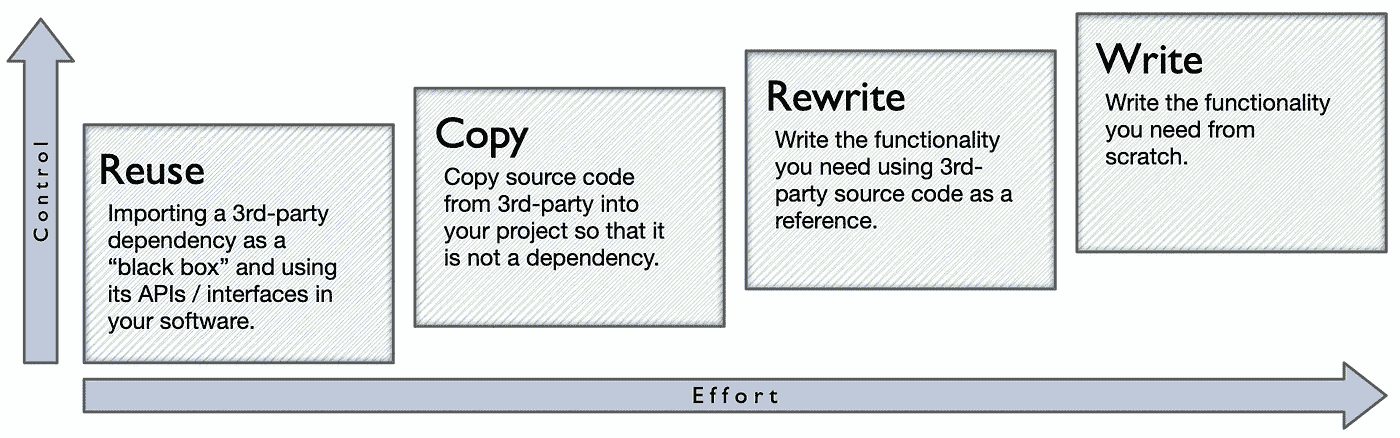 Control
Reuse
Importing a 3rd-party
dependency as a
“black box” and using
its APIs / interfaces in
your software.
Copy
Copy source code
from 3rd-party into
your project so that it
is not a dependency.
Rewrite
Write the functionality
you need using 3rd-
party source code as a
reference.
Write
Write the functionality
you need from
scratch.
Effort